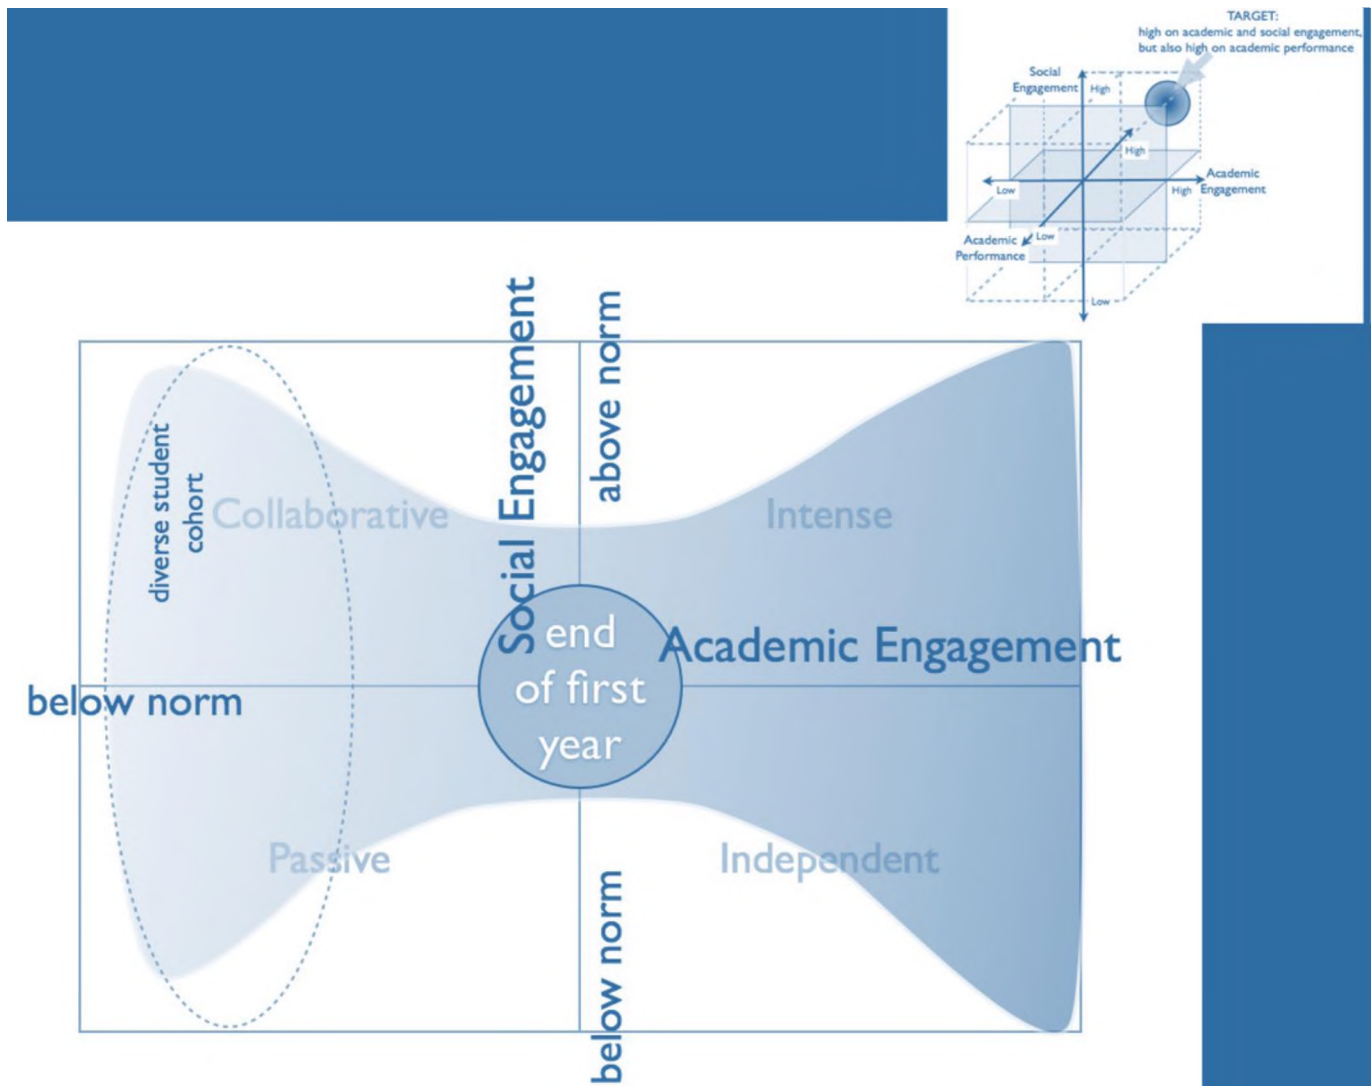 TARGET:
high on academic and social engagement,
but also high on academic performance
Social
Engagement
High
High
Low
High
Academic
Engagement
Academic
Performance
Low
Low
Social Engagement
above norm
diverse student
cohort
Collaborative
Intense
end
of first
year
Academic Engagement
below norm
Passive
Independent
below norm